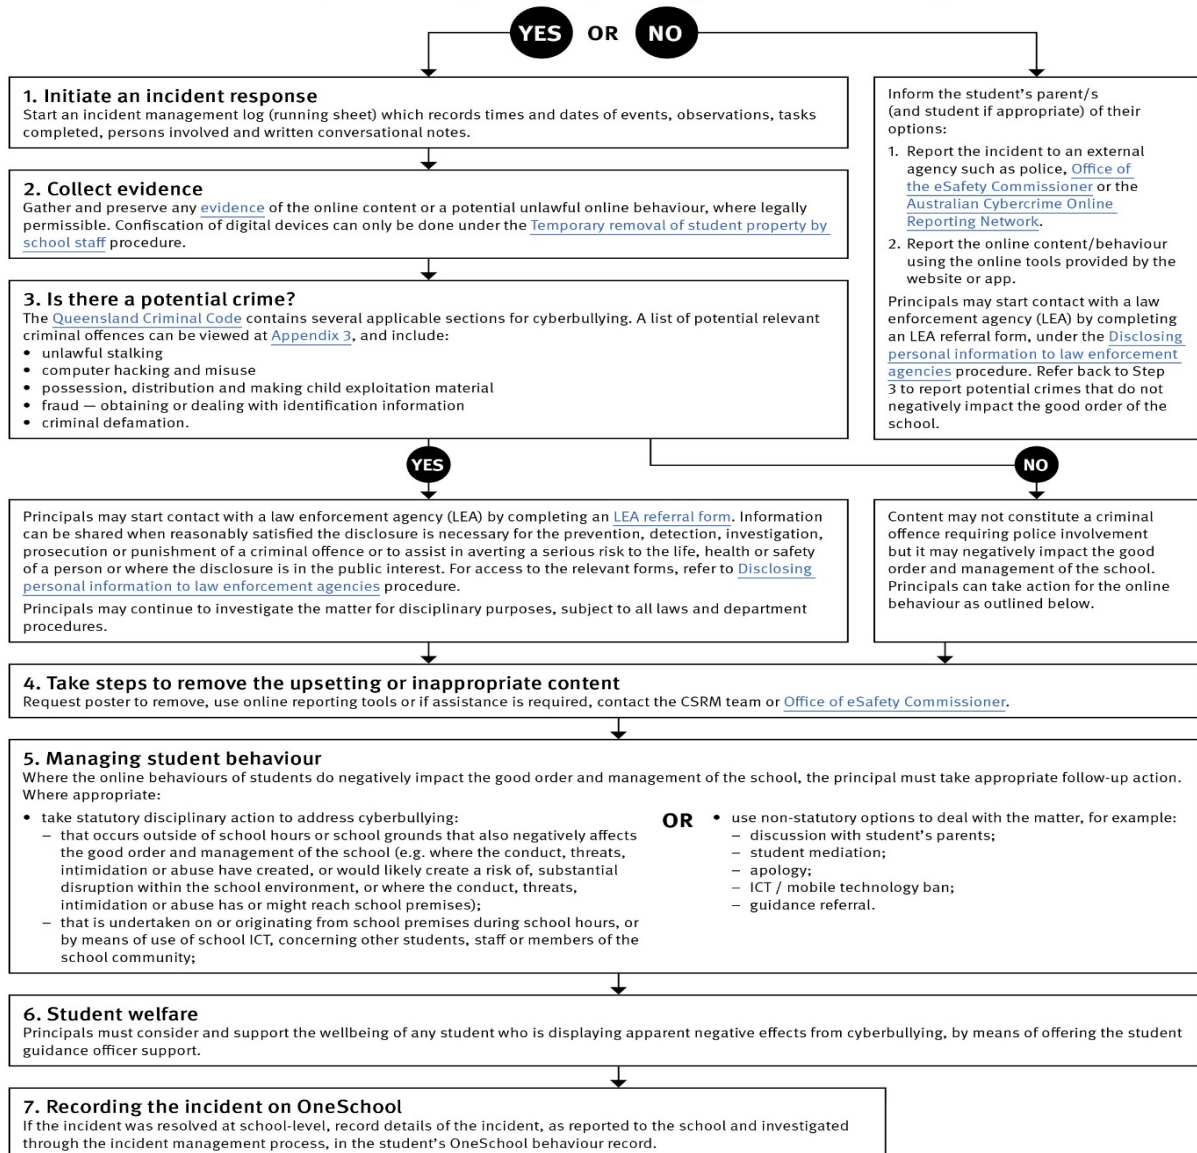 YES OR NO
1. Initiate an incident response
Start an incident management log (running sheet) which records times and dates of events, observations, tasks
completed, persons involved and written conversational notes.
2. Collect evidence
Gather and preserve any evidence of the online content or a potential unlawful online behaviour, where legally
permissible. Confiscation of digital devices can only be done under the Temporary removal of student property by
school staff procedure.
3. Is there a potential crime?
The Queensland Criminal Code contains several applicable sections for cyberbullying. A list of potential relevant
criminal offences can be viewed at Appendix 3, and include:
• unlawful stalking
• computer hacking and misuse
• possession, distribution and making child exploitation material
• fraud — obtaining or dealing with identification information
• criminal defamation.
Inform the student's parent/s
(and student if appropriate) of their
options:
1. Report the incident to an external
agency such as police, Office of
the eSafety Commissioner or the
Australian Cybercrime Online
Reporting Network.
2. Report the online content/behaviour
using the online tools provided by the
website or app.
Principals may start contact with a law
enforcement agency (LEA) by completing
an LEA referral form, under the Disclosing
personal information to law enforcement
agencies procedure. Refer back to Step
3 to report potential crimes that do not
negatively impact the good order of the
school.
YES
NO
Principals may start contact with a law enforcement agency (LEA) by completing an LEA referral form. Information
can be shared when reasonably satisfied the disclosure is necessary for the prevention, detection, investigation,
prosecution or punishment of a criminal offence or to assist in averting a serious risk to the life, health or safety
of a person or where the disclosure is in the public interest. For access to the relevant forms, refer to Disclosing
personal information to law enforcement agencies procedure.
Principals may continue to investigate the matter for disciplinary purposes, subject to all laws and department
procedures.
Content may not constitute a criminal
offence requiring police involvement
but it may negatively impact the good
order and management of the school.
Principals can take action for the online
behaviour as outlined below.
4. Take steps to remove the upsetting or inappropriate content
Request poster to remove, use online reporting tools or if assistance is required, contact the CSRM team or Office of eSafety Commissioner.
5. Managing student behaviour
Where the online behaviours of students do negatively impact the good order and management of the school, the principal must take appropriate follow-up action.
Where appropriate:
• take statutory disciplinary action to address cyberbullying:
– that occurs outside of school hours or school grounds that also negatively affects
the good order and management of the school (e.g. where the conduct, threats,
intimidation or abuse have created, or would likely create a risk of, substantial
disruption within the school environment, or where the conduct, threats,
intimidation or abuse has or might reach school premises);
– that is undertaken on or originating from school premises during school hours, or
by means of use of school ICT, concerning other students, staff or members of the
school community;
OR
• use non-statutory options to deal with the matter, for example:
– discussion with student's parents;
– student mediation;
– apology;
– ICT / mobile technology ban;
– guidance referral.
6. Student welfare
Principals must consider and support the wellbeing of any student who is displaying apparent negative effects from cyberbullying, by means of offering the student
guidance officer support.
7. Recording the incident on OneSchool
If the incident was resolved at school-level, record details of the incident, as reported to the school and investigated
through the incident management process, in the student's OneSchool behaviour record.